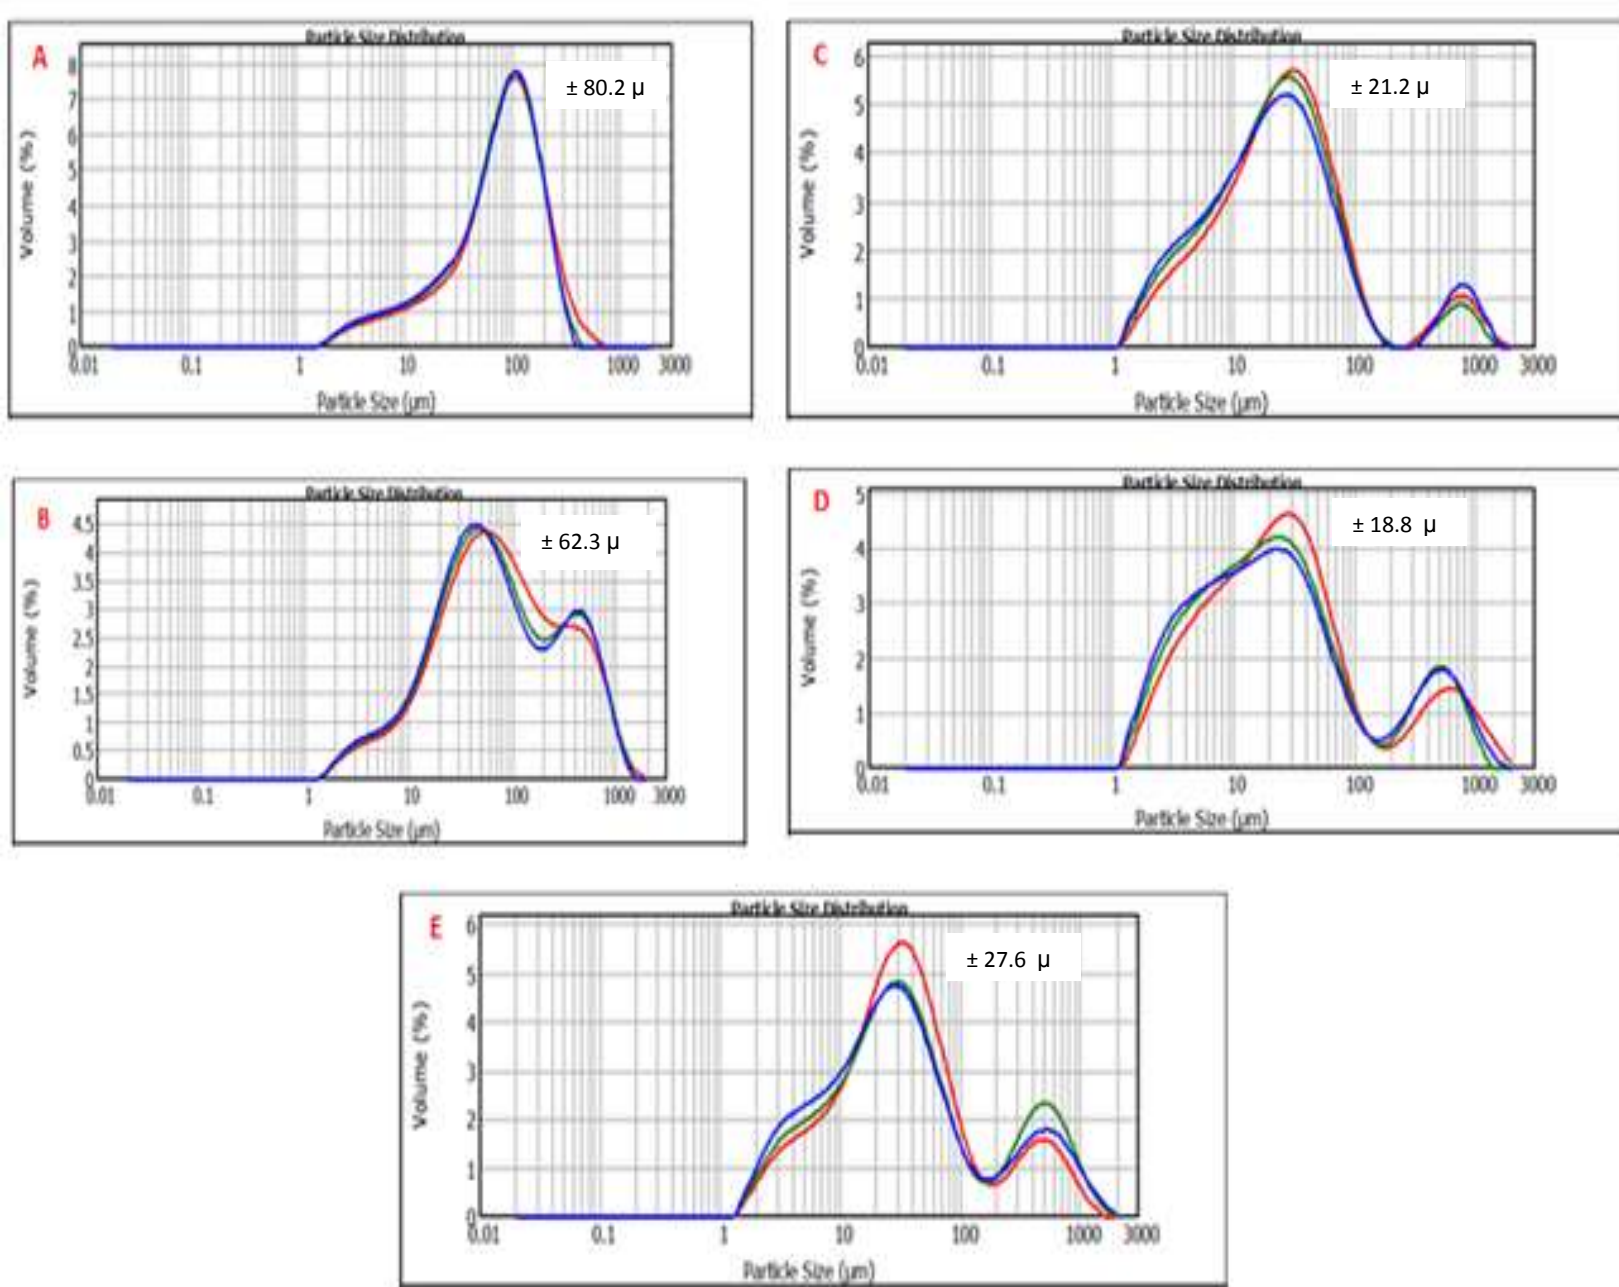 A
Particle Size Distribution
± 80.2 µ
8
7
6
5
4
3
2
1
0
Volume (%)
0.01 0.1 1 10 100 1000 3000
Particle Size (µm)
C
Particle Size Distribution
± 21.2 µ
6
5
4
3
2
1
0
Volume (%)
0.01 0.1 1 10 100 1000 3000
Particle Size (µm)
B
Particle Size Distribution
± 62.3 µ
4.5
4
3.5
3
2.5
2
1.5
1
0.5
0
Volume (%)
0.01 0.1 1 10 100 1000 3000
Particle Size (µm)
D
Particle Size Distribution
± 18.8 µ
5
4
3
2
1
0
Volume (%)
0.01 0.1 1 10 100 1000 3000
Particle Size (µm)
E
Particle Size Distribution
± 27.6 µ
6
5
4
3
2
1
0
Volume (%)
0.01 0.1 1 10 100 1000 3000
Particle Size (µm)